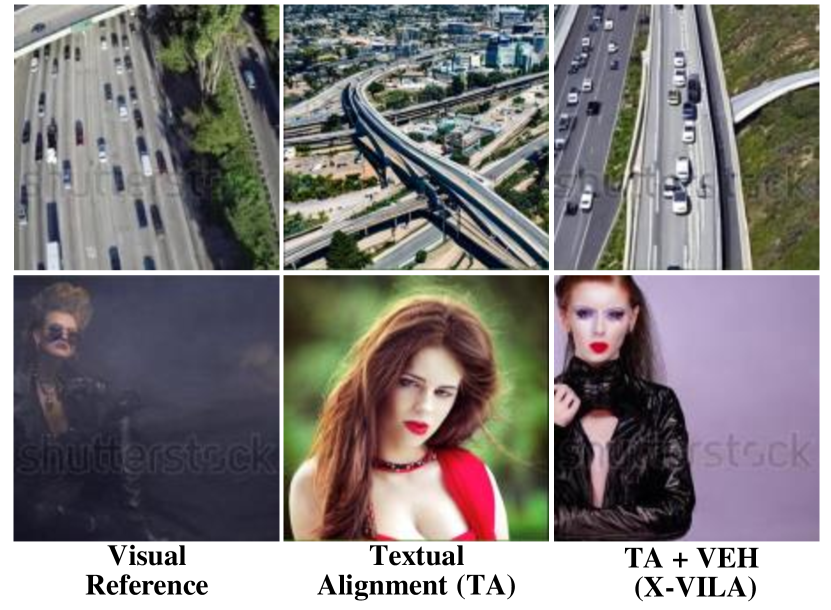 shutterstock
shutterstock
shutterstock
shutterstock
Visual
Reference
Textual
Alignment (TA)
TA + VEH
(X-VILA)